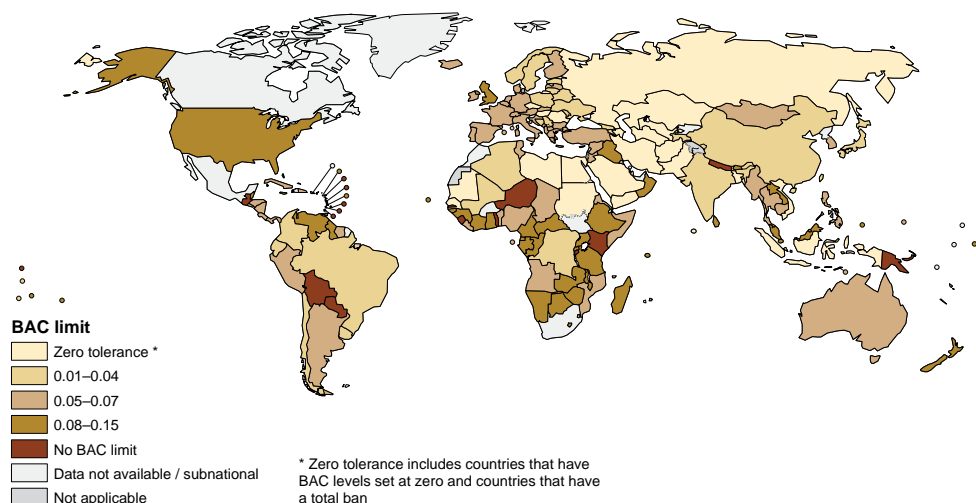 BAC limit
Zero tolerance *
0.01–0.04
0.05–0.07
0.08–0.15
No BAC limit
Data not available / subnational
Not applicable
* Zero tolerance includes countries that have
BAC levels set at zero and countries that have
a total ban